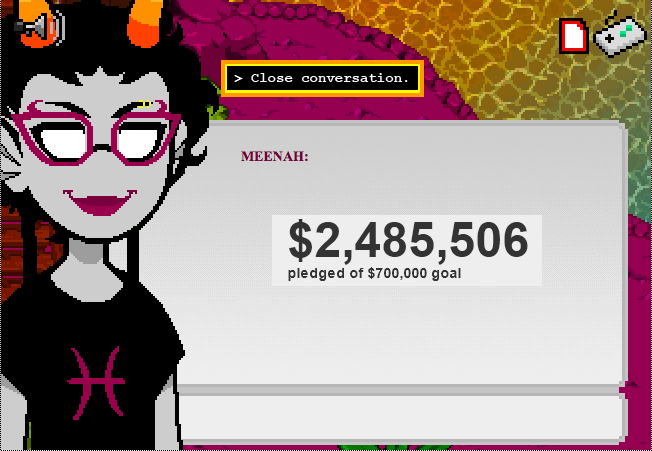 > Close conversation.
MEENAH:
$2,485,506
pledged of $700,000 goal